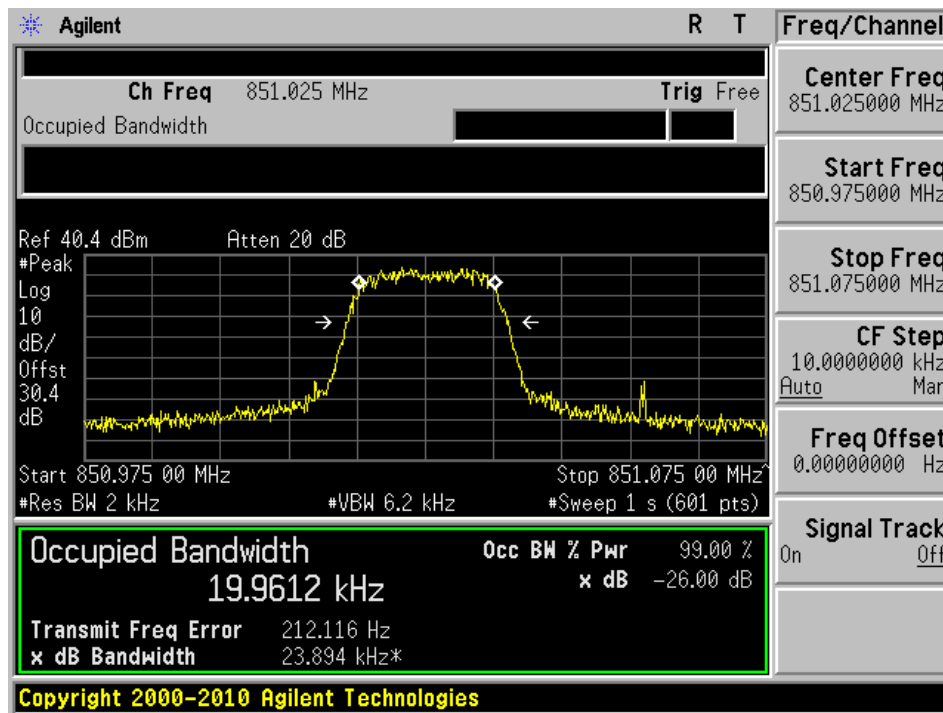 Agilent R T
Ch Freq 851.025 MHz Trig Free
Occupied Bandwidth
Ref 40.4 dBm Atten 20 dB
#Peak
Log
10
dB/
Offst
30.4
dB
Start 850.975 00 MHz Stop 851.075 00 MHz^
#Res BW 2 kHz #VBW 6.2 kHz #Sweep 1 s (601 pts)
Occupied Bandwidth
19.9612 kHz
Occ BW % Pwr 99.00 %
x dB -26.00 dB
Transmit Freq Error 212.116 Hz
x dB Bandwidth 23.894 kHz*
Copyright 2000-2010 Agilent Technologies
Freq/Channel
Center Freq
851.025000 MHz
Start Freq
850.975000 MHz
Stop Freq
851.075000 MHz
CF Step
10.0000000 kHz
Auto Man
Freq Offset
0.00000000 Hz
Signal Track
On Off